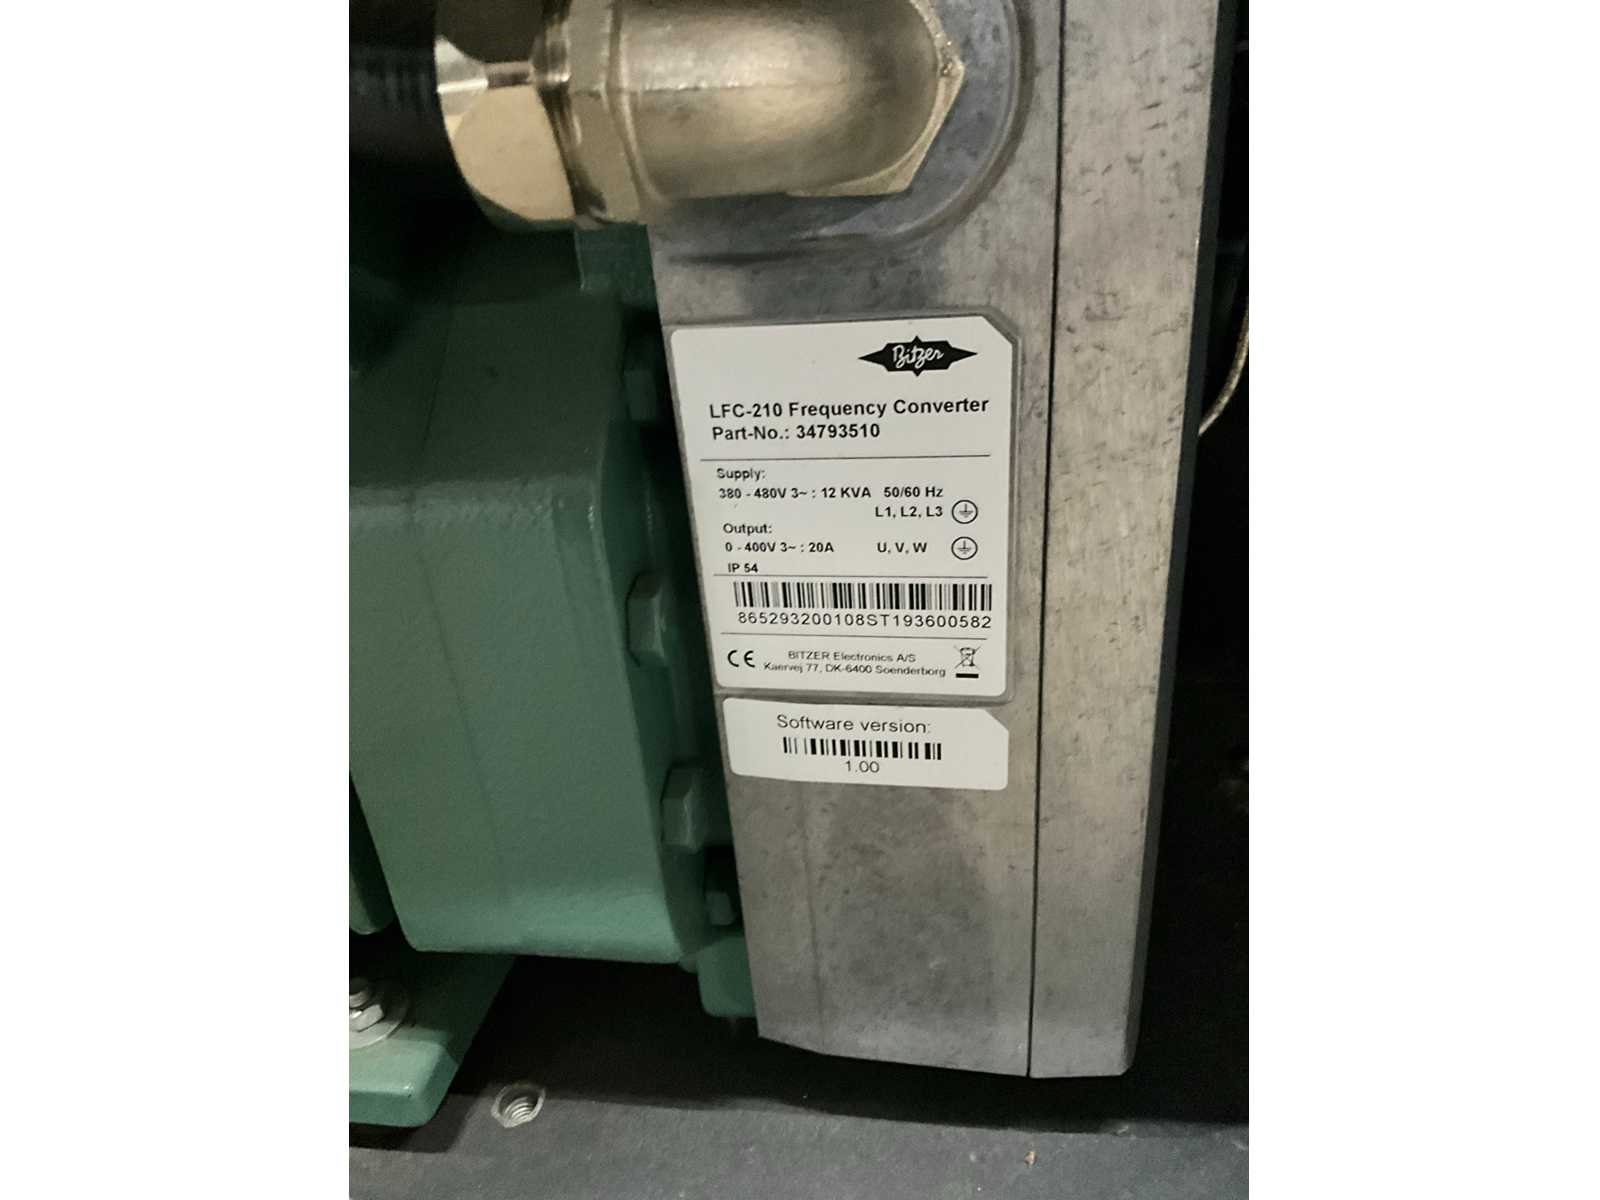 Bitzer
LFC-210 Frequency Converter
Part-No.: 34793510
Supply:
380 - 480V 3~ : 12 KVA 50/60 Hz
L1, L2, L3
Output:
0 - 400V 3~ : 20A U, V, W
IP 54
865293200108ST193600582
CE BITZER Electronics A/S
Kaervej 77, DK-6400 Soenderborg
Software version:
1.00